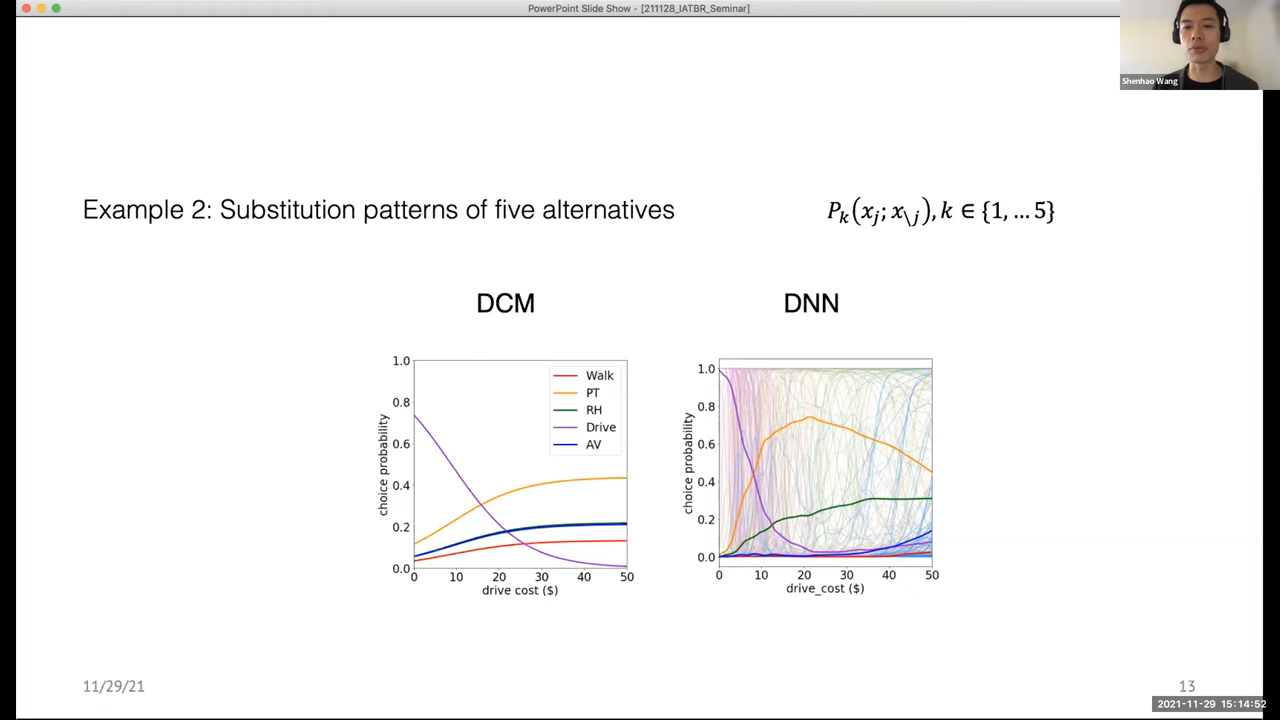 PowerPoint Slide Show - [211128_IATBR_Seminar]
Shenhao Wang
Example 2: Substitution patterns of five alternatives
P_k(x_j; x_\j), k ∈ {1, … 5}
DCM
DNN
choice probability
1.0
0.8
0.6
0.4
0.2
0.0
0 10 20 30 40 50
drive cost ($)
Walk
PT
RH
Drive
AV
choice probability
1.0
0.8
0.6
0.4
0.2
0.0
0 10 20 30 40 50
drive_cost ($)
11/29/21
13
2021-11-29 15:14:52